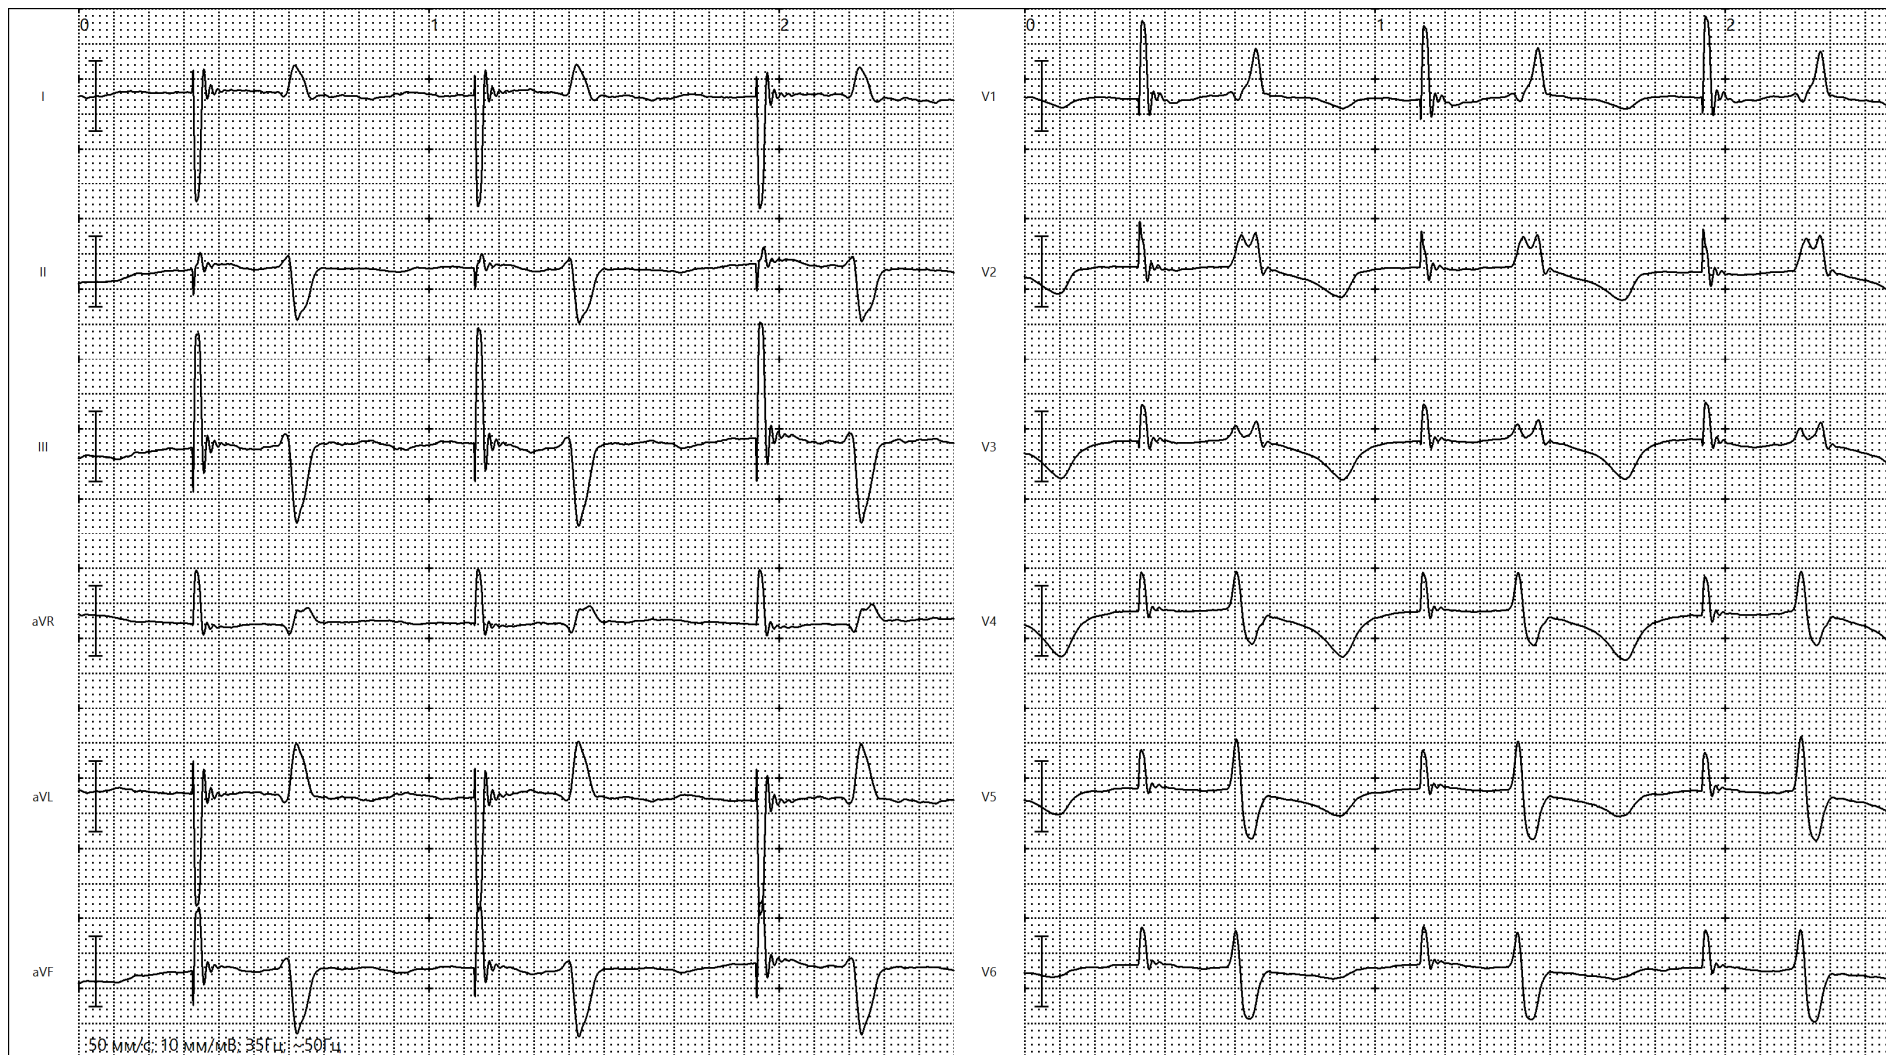 0 1 2
I
II
III
aVR
aVL
aVF
50 мм/с; 10 мм/мВ; 35Гц; ~50Гц
0 1 2
V1
V2
V3
V4
V5
V6